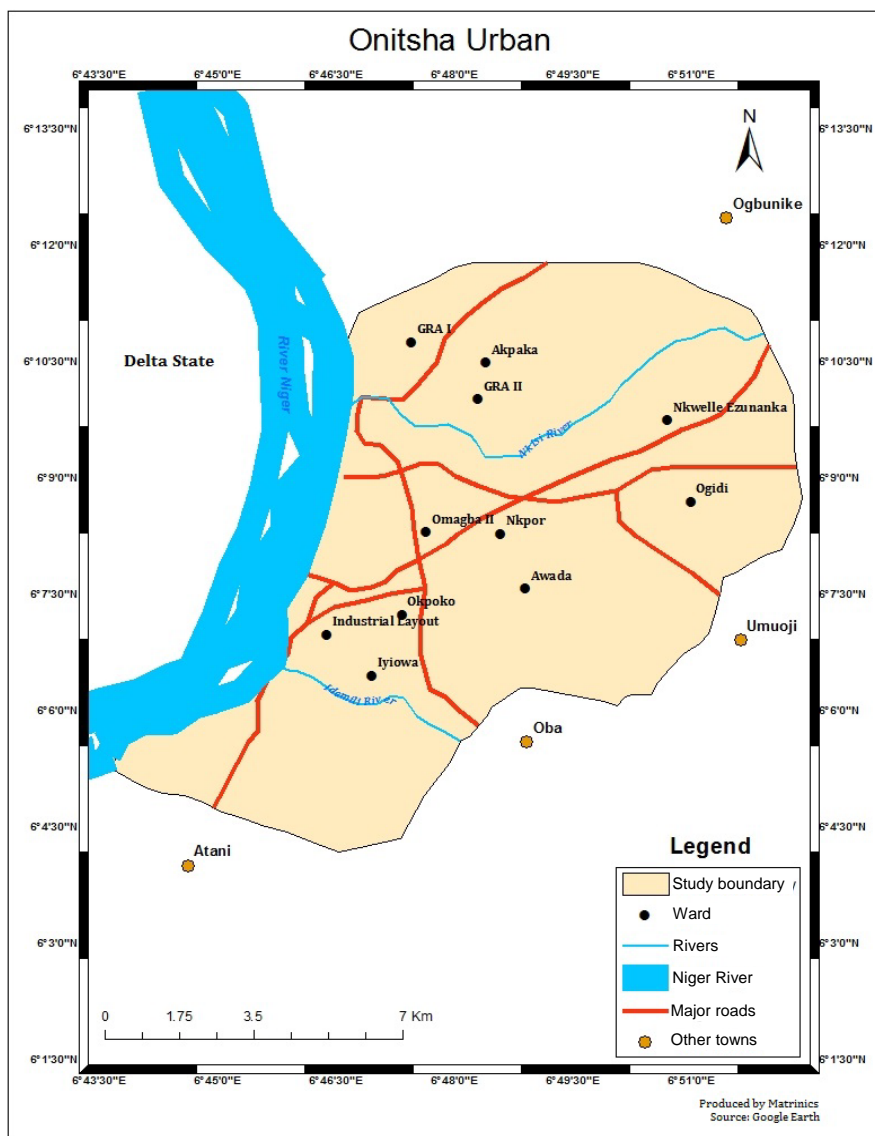 Onitsha Urban
6°43'30"E 6°45'0"E 6°46'30"E 6°48'0"E 6°49'30"E 6°51'0"E
6°13'30"N 6°13'30"N
N
Ogbunike
6°12'0"N 6°12'0"N
GRA I
Delta State
River Niger
Akpaka
6°10'30"N 6°10'30"N
GRA II
Nkwelle Ezunanka
Nkisi River
6°9'0"N 6°9'0"N
Ogidi
Omagba II Nkpor
Awada
6°7'30"N 6°7'30"N
Okpoko
Industrial Layout
Umuoji
Iyiowa
Idemili River
6°6'0"N 6°6'0"N
Oba
6°4'30"N 6°4'30"N
Atani
Legend
Study boundary
Ward
6°3'0"N 6°3'0"N
Rivers
Niger River
Major roads
Other towns
0 1.75 3.5 7 Km
6°1'30"N 6°1'30"N
6°43'30"E 6°45'0"E 6°46'30"E 6°48'0"E 6°49'30"E 6°51'0"E
Produced by Matrinics
Source: Google Earth